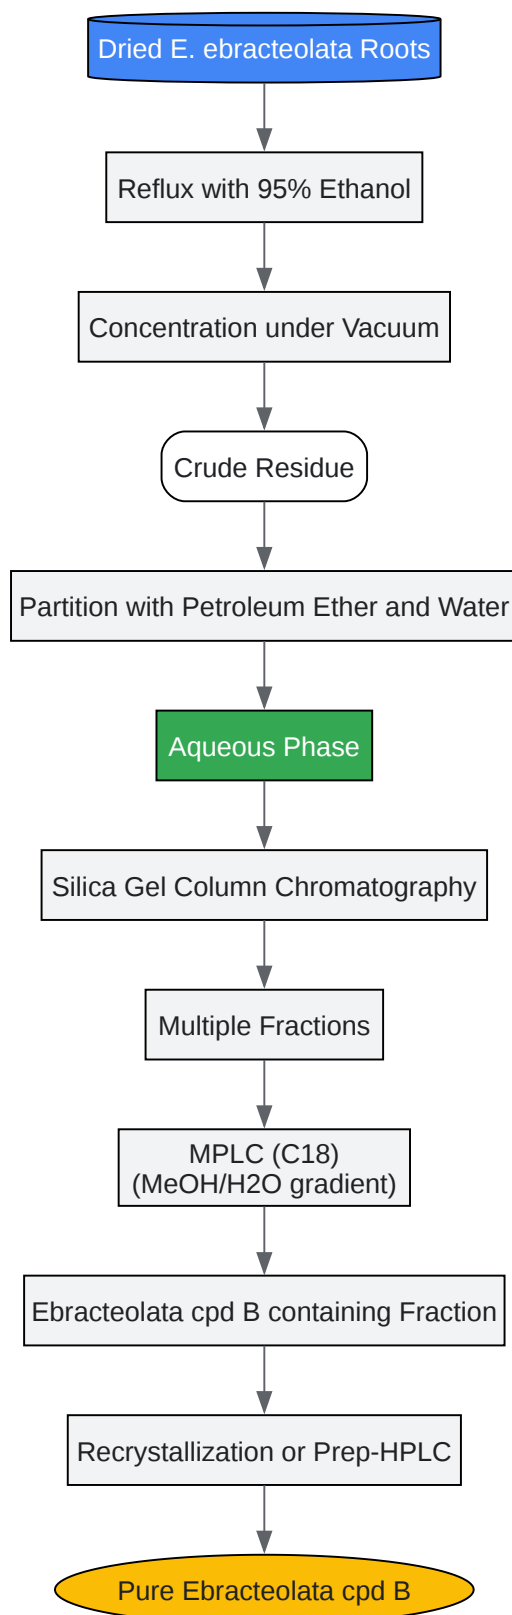 Dried E. ebracteolata Roots
Reflux with 95% Ethanol
Concentration under Vacuum
Crude Residue
Partition with Petroleum Ether and Water
Aqueous Phase
Silica Gel Column Chromatography
Multiple Fractions
MPLC (C18)
(MeOH/H2O gradient)
Ebracteolata cpd B containing Fraction
Recrystallization or Prep-HPLC
Pure Ebracteolata cpd B